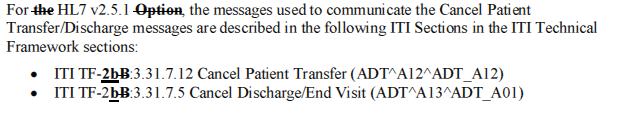 For the HL7 v2.5.1 Option, the messages used to communicate the Cancel Patient
Transfer/Discharge messages are described in the following ITI Sections in the ITI Technical
Framework sections:
• ITI TF-2bB:3.31.7.12 Cancel Patient Transfer (ADT^A12^ADT_A12)
• ITI TF-2bB:3.31.7.5 Cancel Discharge/End Visit (ADT^A13^ADT_A01)